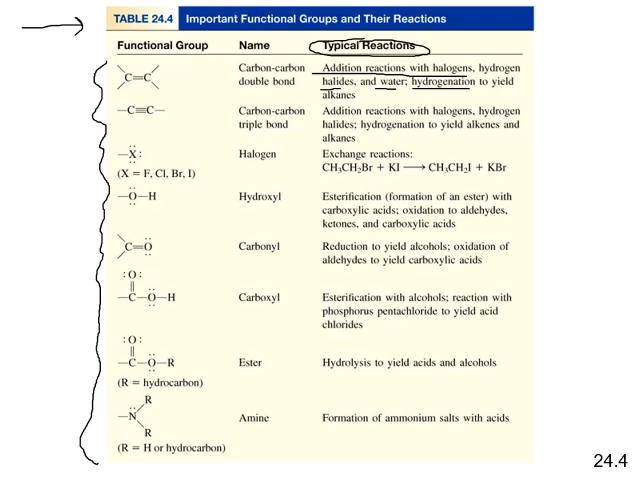 TABLE 24.4 Important Functional Groups and Their Reactions
Functional Group Name Typical Reactions
C=C Carbon-carbon Addition reactions with halogens, hydrogen
double bond halides, and water; hydrogenation to yield
alkanes
—C≡C— Carbon-carbon Addition reactions with halogens, hydrogen
triple bond halides; hydrogenation to yield alkenes and
alkanes
—X: Halogen Exchange reactions:
(X = F, Cl, Br, I) CH₃CH₂Br + KI ⟶ CH₃CH₂I + KBr
—O—H Hydroxyl Esterification (formation of an ester) with
carboxylic acids; oxidation to aldehydes,
ketones, and carboxylic acids
C=O Carbonyl Reduction to yield alcohols; oxidation of
aldehydes to yield carboxylic acids
:O:
—C—O—H Carboxyl Esterification with alcohols; reaction with
phosphorus pentachloride to yield acid
chlorides
:O:
—C—O—R Ester Hydrolysis to yield acids and alcohols
(R = hydrocarbon)
R
—N Amine Formation of ammonium salts with acids
R
(R = H or hydrocarbon)
24.4